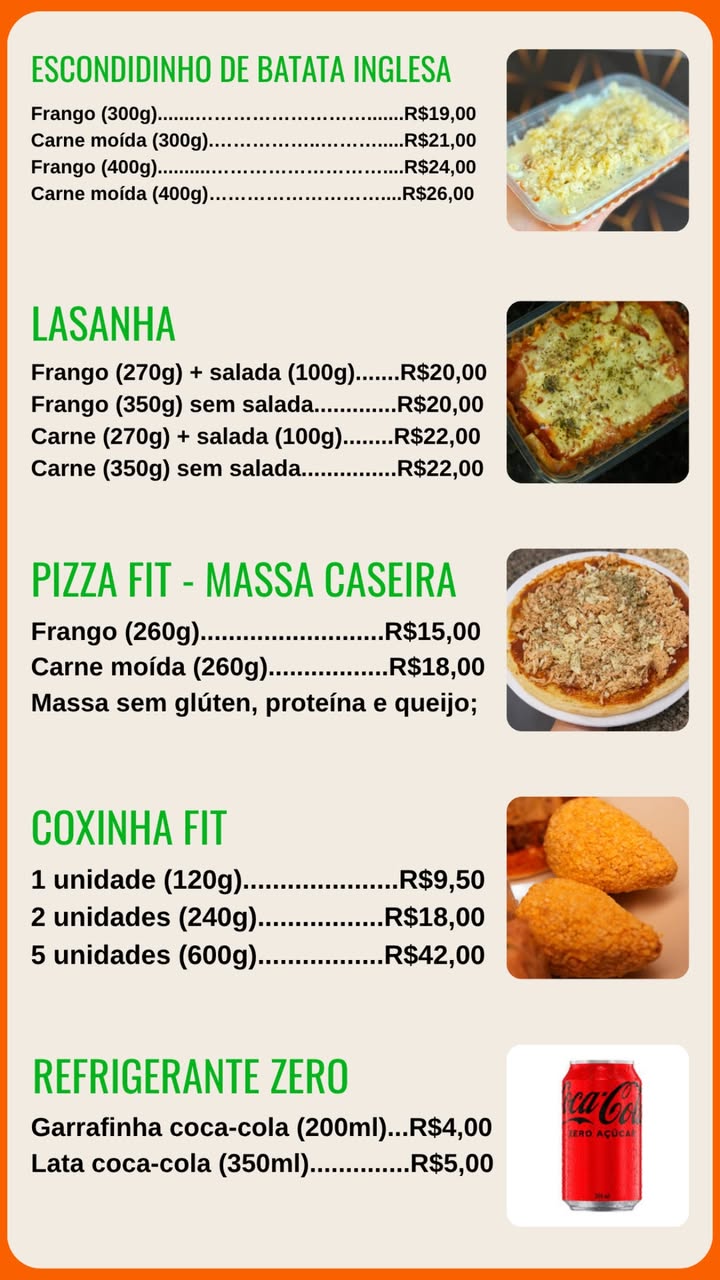 ESCONDIDINHO DE BATATA INGLESA
Frango (300g).......…………………………......R$19,00
Carne moída (300g)….……………..……….....R$21,00
Frango (400g)..........………………………….....R$24,00
Carne moída (400g)………………………....R$26,00
LASANHA
Frango (270g) + salada (100g).......R$20,00
Frango (350g) sem salada.............R$20,00
Carne (270g) + salada (100g)........R$22,00
Carne (350g) sem salada...............R$22,00
PIZZA FIT - MASSA CASEIRA
Frango (260g)..........................R$15,00
Carne moída (260g).................R$18,00
Massa sem glúten, proteína e queijo;
COXINHA FIT
1 unidade (120g).....................R$9,50
2 unidades (240g).................R$18,00
5 unidades (600g).................R$42,00
REFRIGERANTE ZERO
Garrafinha coca-cola (200ml)...R$4,00
Lata coca-cola (350ml)..............R$5,00
ca-Col
ZERO AÇÚCAR